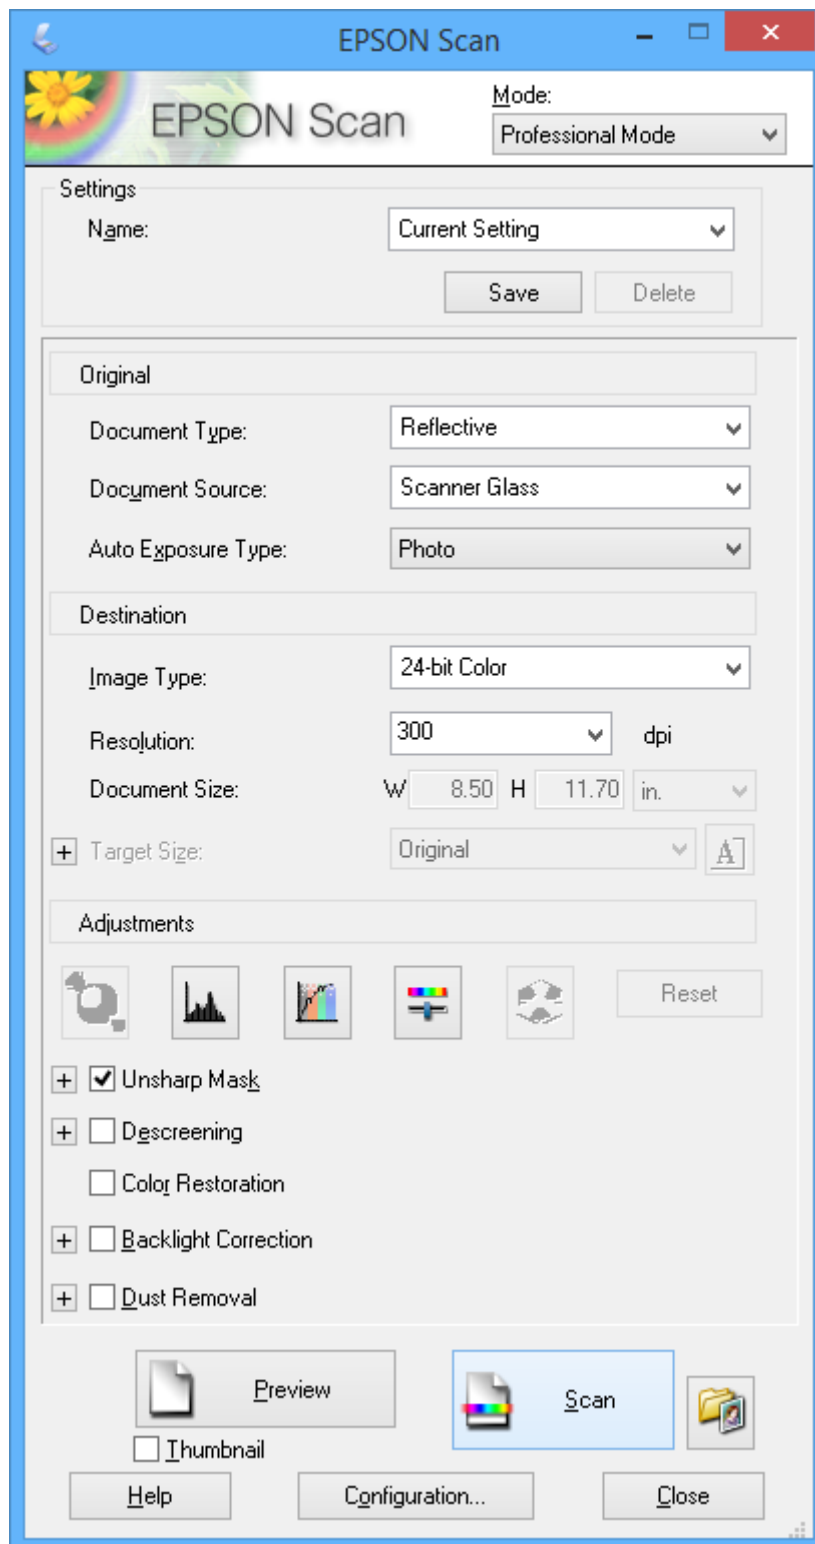 EPSON Scan
EPSON Scan
Mode:
Professional Mode
Settings
Name: Current Setting
Save Delete
Original
Document Type: Reflective
Document Source: Scanner Glass
Auto Exposure Type: Photo
Destination
Image Type: 24-bit Color
Resolution: 300 dpi
Document Size: W 8.50 H 11.70 in.
Target Size: Original A
Adjustments
Reset
Unsharp Mask
Descreening
Color Restoration
Backlight Correction
Dust Removal
Preview Scan
Thumbnail
Help Configuration... Close